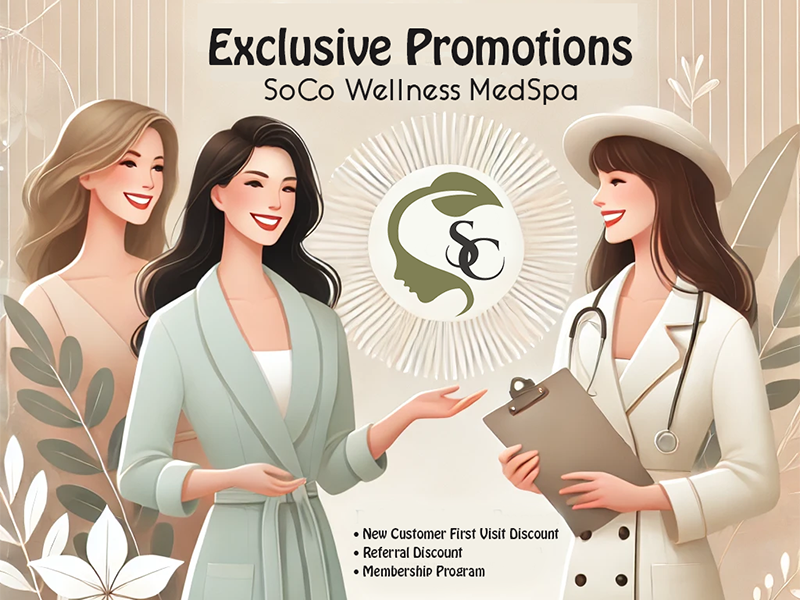 Exclusive Promotions
SoCo Wellness MedSpa
SC
• New Customer First Visit Discount
• Referral Discount
• Membership Program